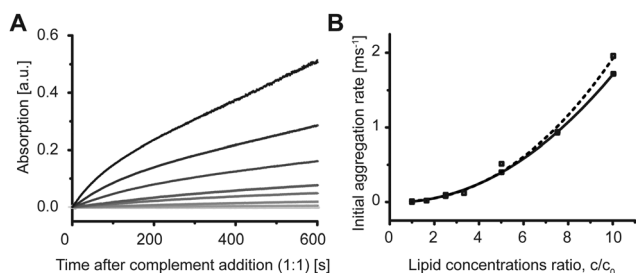 A
Absorption [a.u.]
0.6
0.4
0.2
0.0
0 200 400 600
Time after complement addition (1:1) [s]
B
Initial aggregation rate [ms⁻¹]
2
1
0
0 2 4 6 8 10
Lipid concentrations ratio, c/c₀